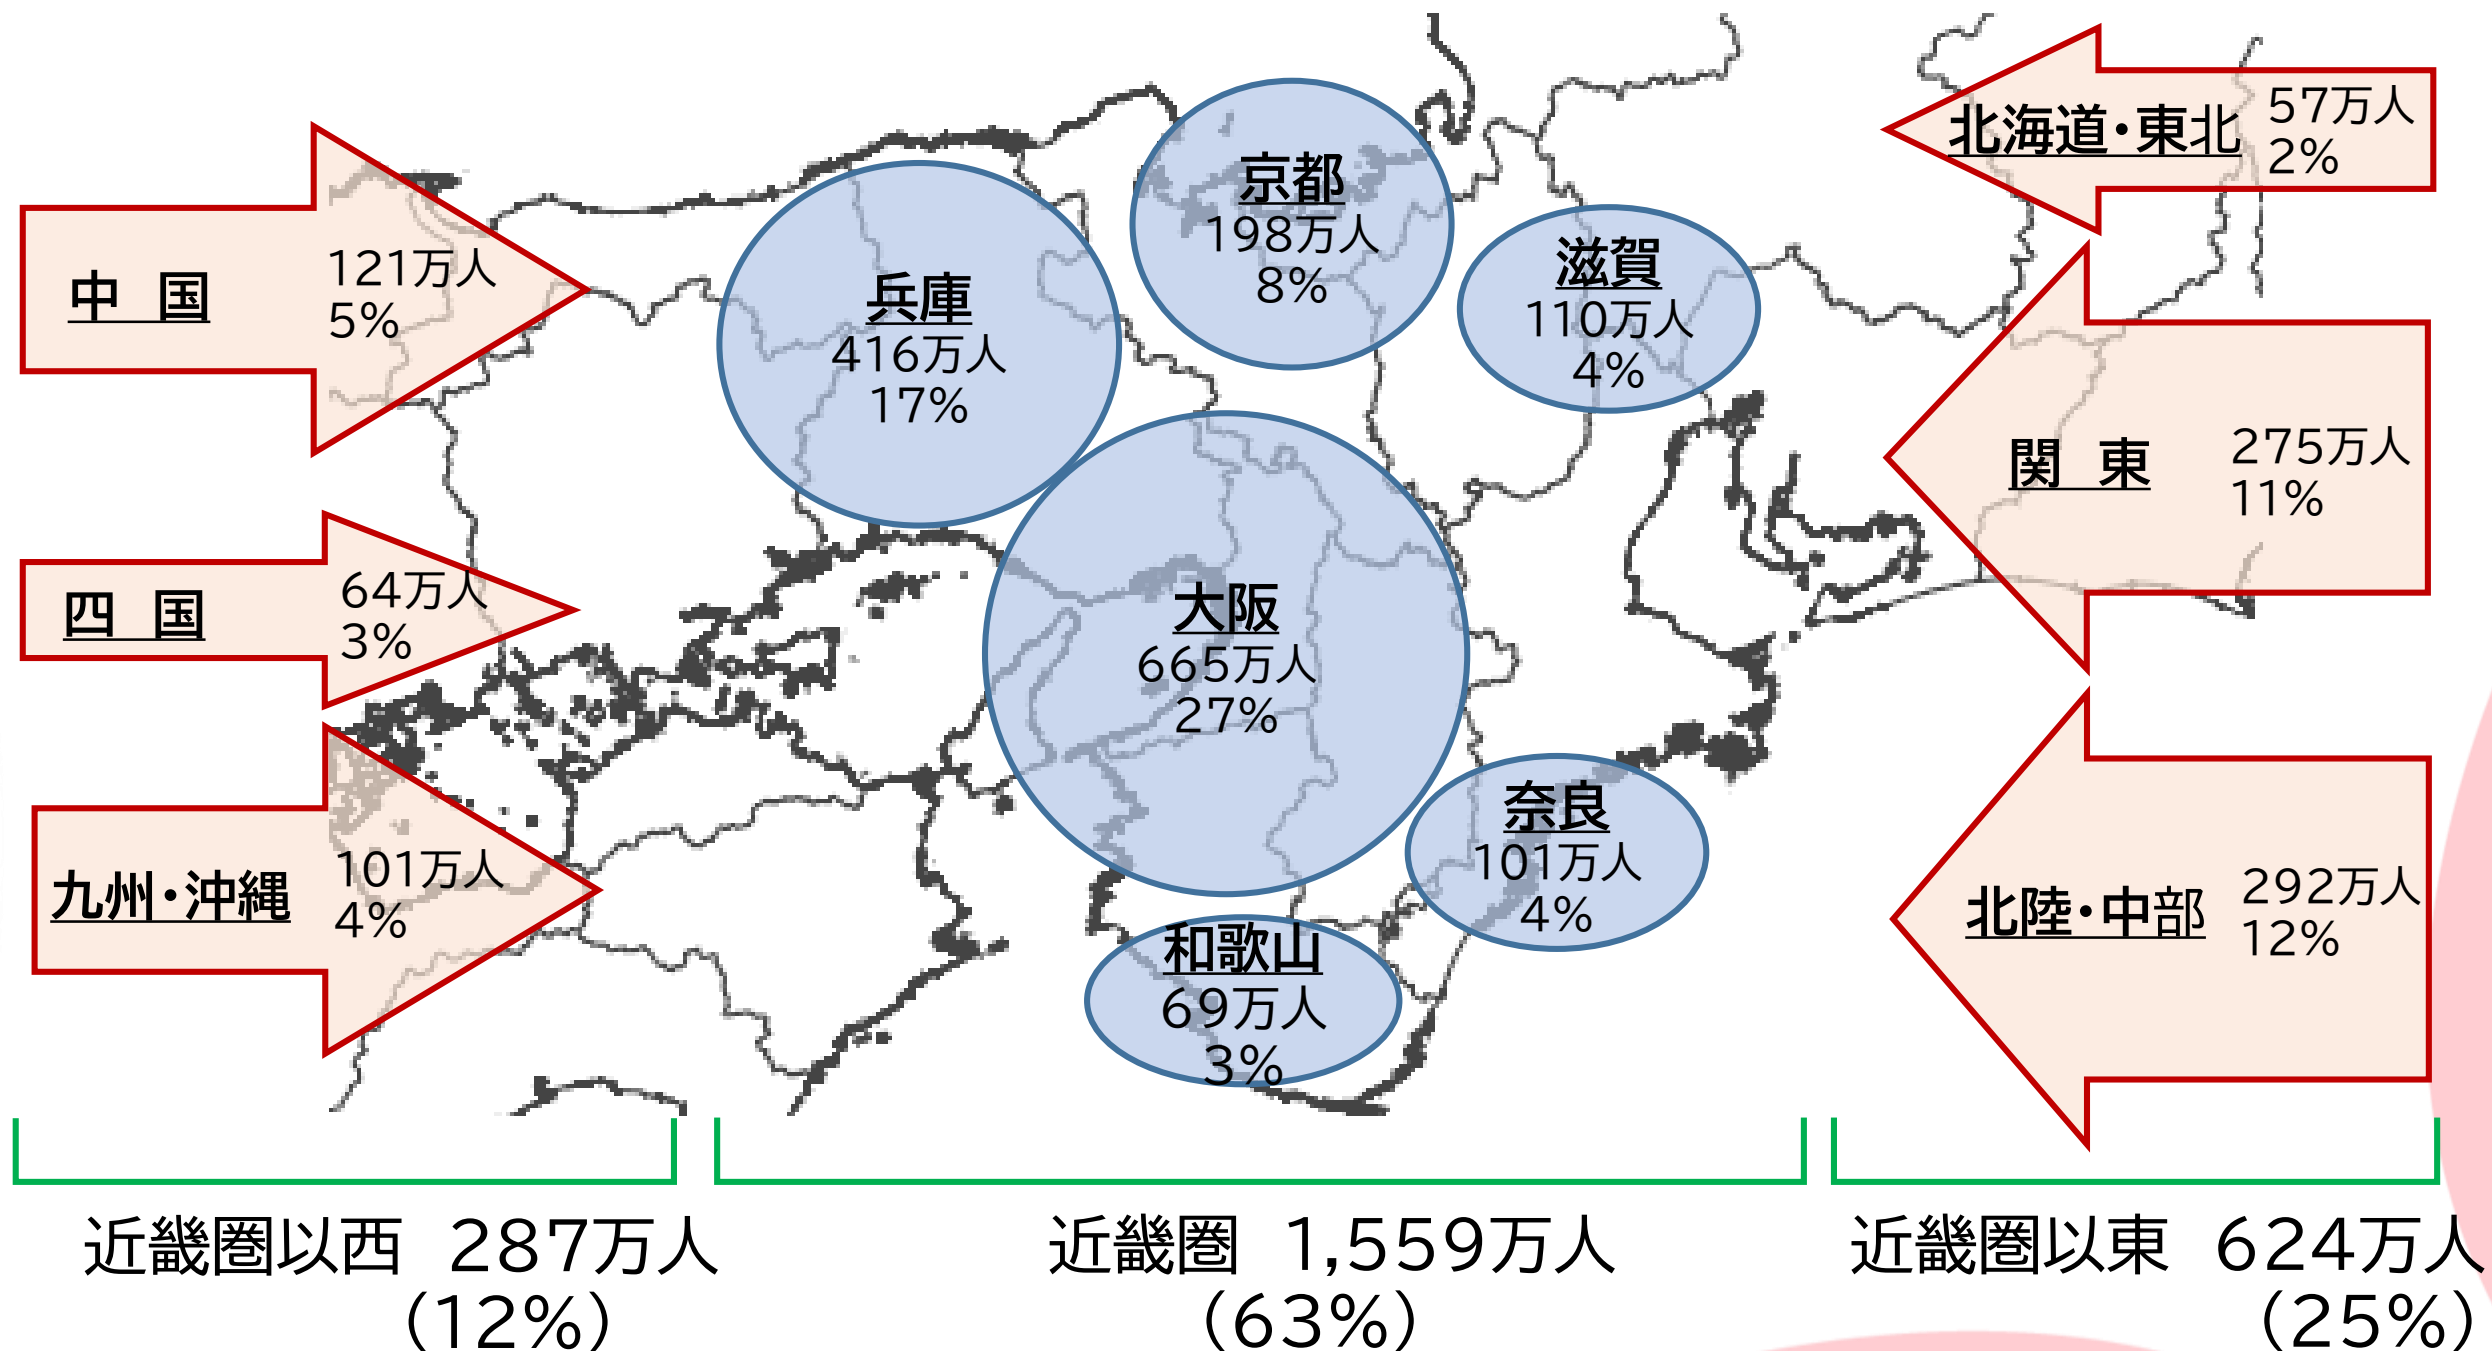 中　国
121万人
5%
四　国
64万人
3%
九州・沖縄
101万人
4%
兵庫
416万人
17%
京都
198万人
8%
滋賀
110万人
4%
大阪
665万人
27%
奈良
101万人
4%
和歌山
69万人
3%
北海道・東北
57万人
2%
関　東
275万人
11%
北陸・中部
292万人
12%
近畿圏以西　287万人
（12%）
近畿圏　1,559万人
（63%）
近畿圏以東　624万人
（25%）